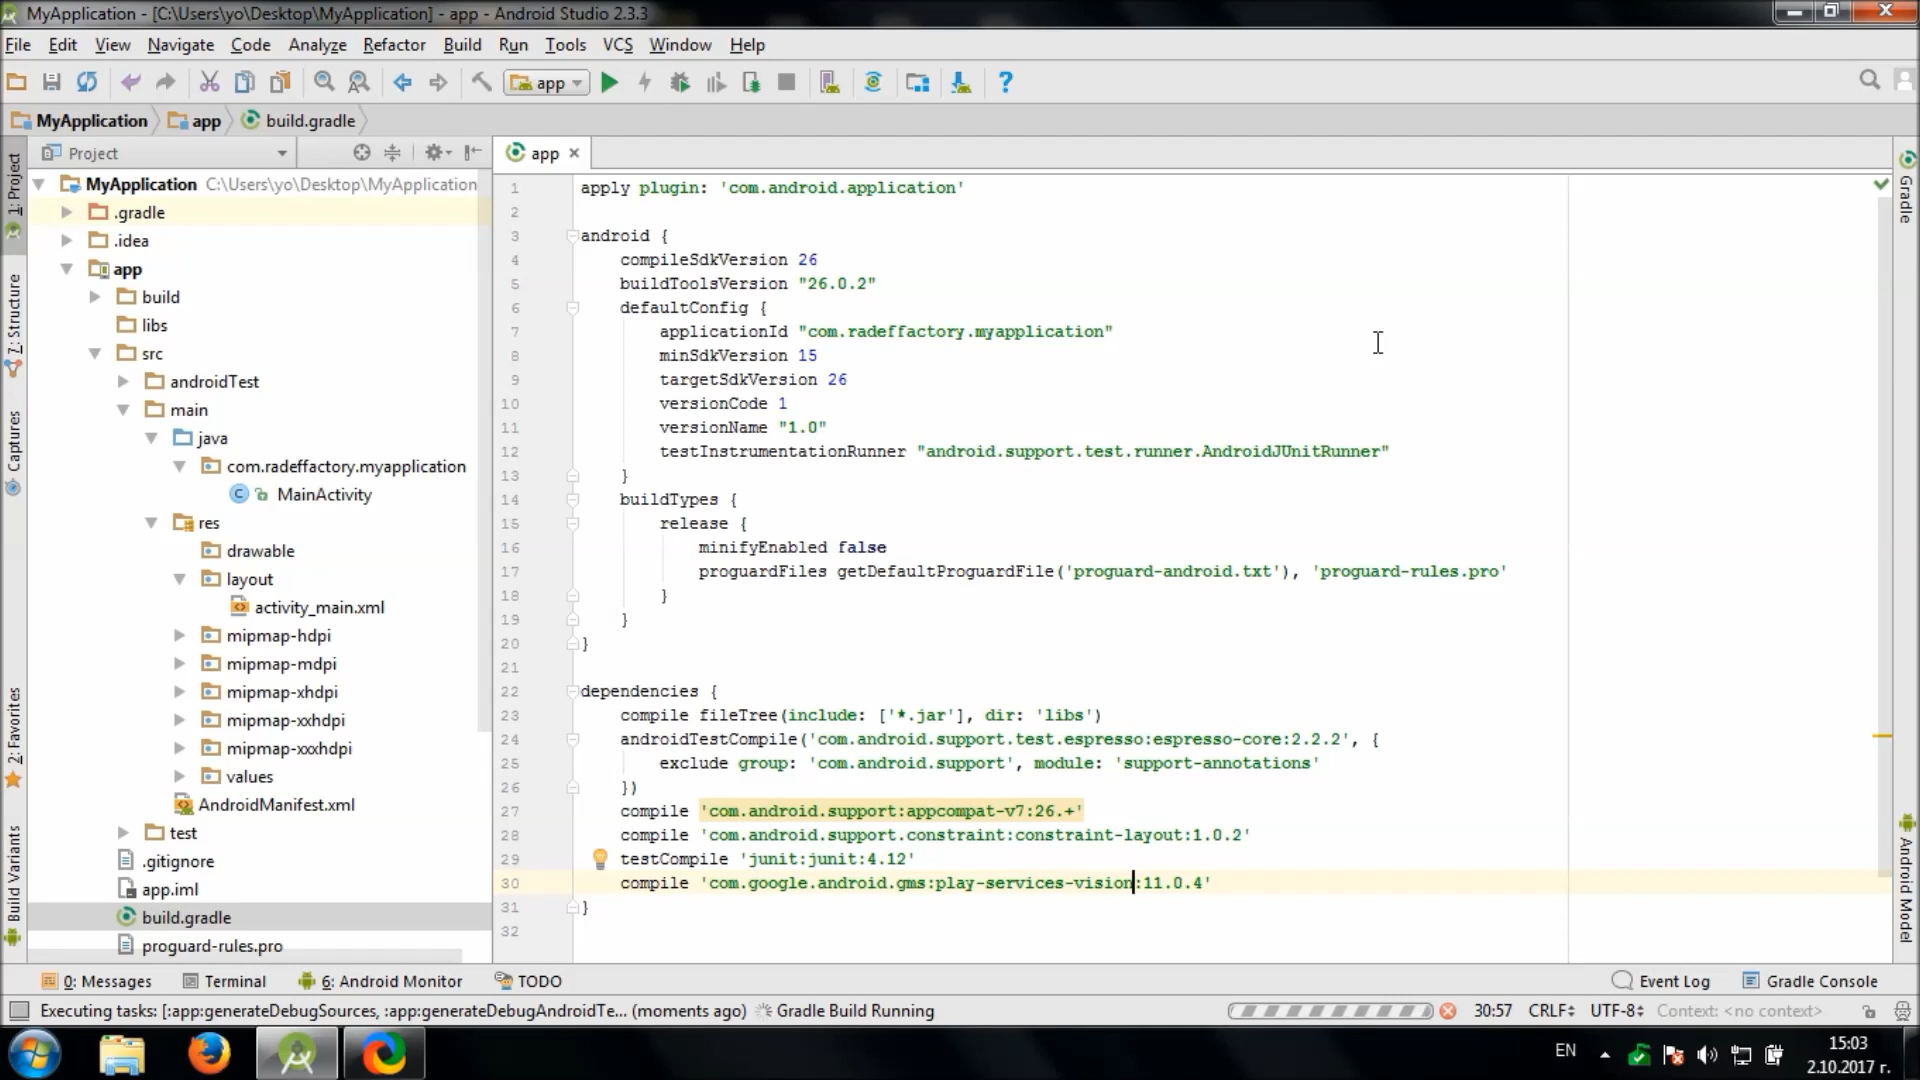 MyApplication - [C:\Users\yo\Desktop\MyApplication] - app - Android Studio 2.3.3
File Edit View Navigate Code Analyze Refactor Build Run Tools VCS Window Help
app
MyApplication app build.gradle
Project
app
1: Project
7: Structure
Captures
2: Favorites
Build Variants
MyApplication C:\Users\yo\Desktop\MyApplication
.gradle
.idea
app
build
libs
src
androidTest
main
java
com.radeffactory.myapplication
MainActivity
res
drawable
layout
activity_main.xml
mipmap-hdpi
mipmap-mdpi
mipmap-xhdpi
mipmap-xxhdpi
mipmap-xxxhdpi
values
AndroidManifest.xml
test
.gitignore
app.iml
build.gradle
proguard-rules.pro
1 apply plugin: 'com.android.application'
2
3 android {
4 compileSdkVersion 26
5 buildToolsVersion "26.0.2"
6 defaultConfig {
7 applicationId "com.radeffactory.myapplication"
8 minSdkVersion 15
9 targetSdkVersion 26
10 versionCode 1
11 versionName "1.0"
12 testInstrumentationRunner "android.support.test.runner.AndroidJUnitRunner"
13 }
14 buildTypes {
15 release {
16 minifyEnabled false
17 proguardFiles getDefaultProguardFile('proguard-android.txt'), 'proguard-rules.pro'
18 }
19 }
20 }
21
22 dependencies {
23 compile fileTree(include: ['*.jar'], dir: 'libs')
24 androidTestCompile('com.android.support.test.espresso:espresso-core:2.2.2', {
25 exclude group: 'com.android.support', module: 'support-annotations'
26 })
27 compile 'com.android.support:appcompat-v7:26.+'
28 compile 'com.android.support.constraint:constraint-layout:1.0.2'
29 testCompile 'junit:junit:4.12'
30 compile 'com.google.android.gms:play-services-vision:11.0.4'
31 }
32
Gradle
Android Model
0: Messages Terminal 6: Android Monitor TODO Event Log Gradle Console
Executing tasks: [:app:generateDebugSources, :app:generateDebugAndroidTe... (moments ago) Gradle Build Running 30:57 CRLF UTF-8 Context: <no context>
EN
15:03
2.10.2017 г.